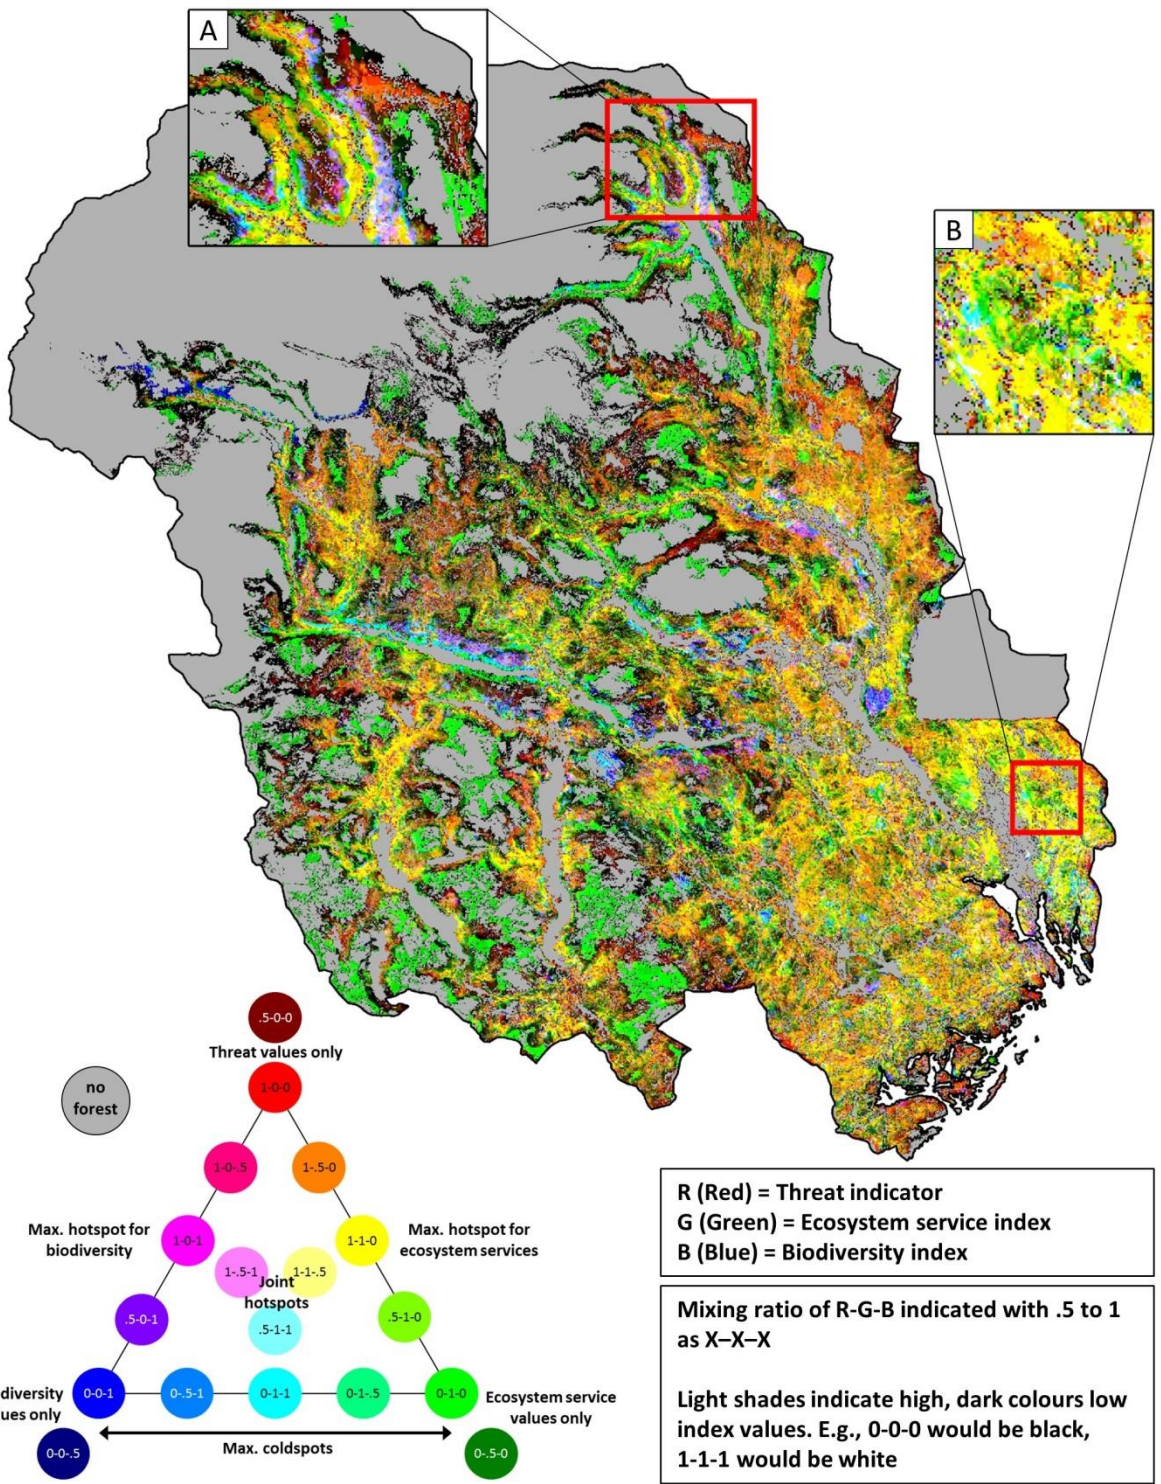 A
B
.5-0-0
Threat values only
no
forest
1-0-0
1-0-.5
1-.5-0
Max. hotspot for
biodiversity
1-0-1
1-1-0
Max. hotspot for
ecosystem services
1-.5-1
1-1-.5
Joint
hotspots
.5-0-1
.5-1-1
.5-1-0
diversity
ues only
0-0-1
0-.5-1
0-1-1
0-1-.5
0-1-0
Ecosystem service
values only
0-0-.5
Max. coldspots
0-.5-0
R (Red) = Threat indicator
G (Green) = Ecosystem service index
B (Blue) = Biodiversity index
Mixing ratio of R-G-B indicated with .5 to 1
as X–X–X
Light shades indicate high, dark colours low
index values. E.g., 0-0-0 would be black,
1-1-1 would be white